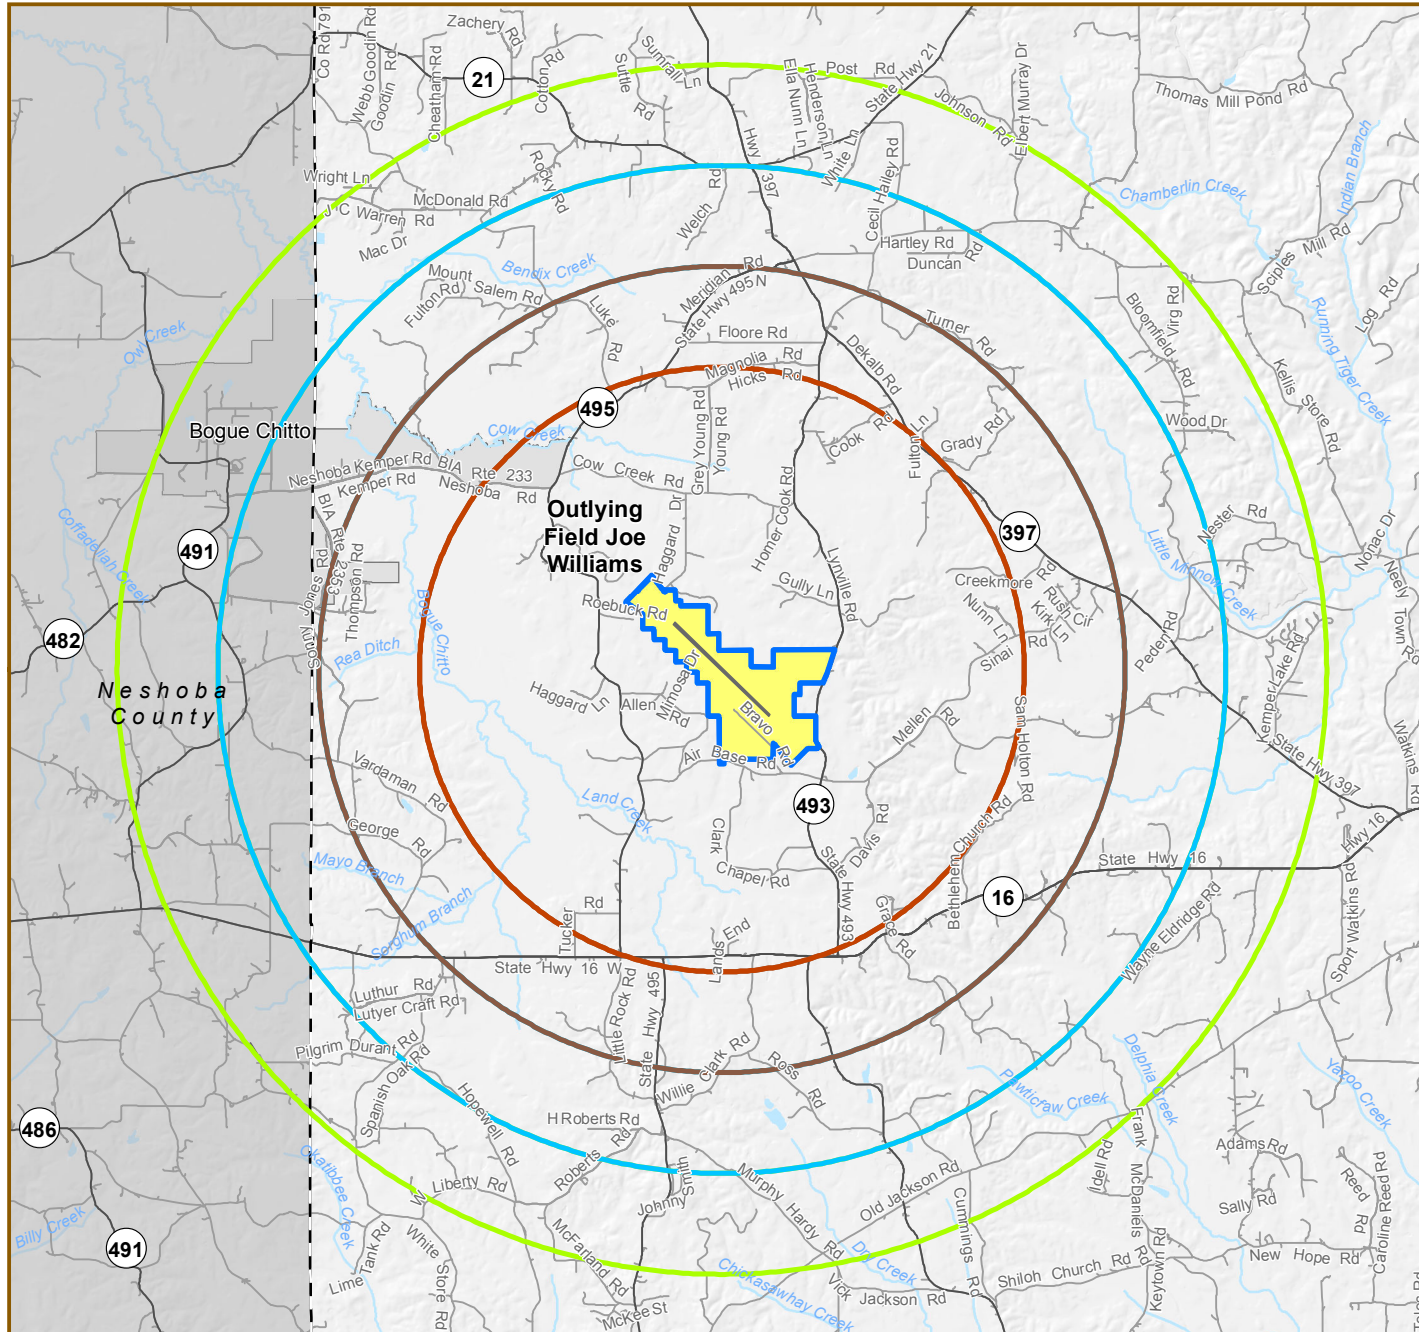 Co Rd 791
Zachery Rd
21
Webb Goodin Rd
Goodin Rd
Cheatham Rd
Cotton Rd
Suttle Rd
Sumrall Ln
Ella Nunn Ln
Henderson Ln
Post Rd
State Hwy 21
White Ln
Johnson Rd
Elbert Murray Dr
Thomas Mill Pond Rd
Hwy 397
Indian Branch
Wright Ln
Rocky Rd
McDonald Rd
J C Warren Rd
Mac Dr
Welch Rd
Cecil Hailey Rd
Chamberlin Creek
Hartley Rd
Duncan Rd
Sciples Mill Rd
Bendix Creek
Mount Salem Rd
Fulton Rd
Luke Rd
Meridian Rd
State Hwy 495 N
Floore Rd
Turner Rd
Virg Rd
Bloomfield Rd
Log Rd
Running Tiger Creek
Owl Creek
Dekalb Rd
Magnolia Rd
Hicks Rd
Kellis Store Rd
495
Bogue Chitto
Cow Creek
Grey Young Rd
Young Rd
Cook Rd
Fulton Ln
Grady Rd
Wood Dr
Neshoba Kemper Rd
BIA Rte 233
Kemper Rd
Neshoba Rd
Cow Creek Rd
Haggard Dr
Homer Cook Rd
BIA Rte 2353
Outlying
Field Joe
Williams
397
Nester Rd
Nonac Dr
Coffadeliah Creek
491
Little Minnow Creek
Neely Town Rd
Sonny Jones Rd
Thompson Rd
Bogue Chitto
Roebuck Rd
Gully Ln
Lynville Rd
Creekmore Rd
Rush Cir
Kirk Ln
Nunn Ln
Sinai Rd
Peden Rd
482
Rea Ditch
Kemper Lake Rd
Neshoba
County
Haggard Ln
Allen Rd
Mimosa Dr
Bravo Rd
Mellen Rd
Sam Holton Rd
Air Base Rd
Watkins Rd
State Hwy 397
Vardaman Rd
Land Creek
493
George Rd
Clark Chapel Rd
State Hwy 493
Davis Rd
Bethlehem Church Rd
State Hwy 16
Hwy 16
Mayo Branch
Sorghum Branch
Tucker Rd
Lands End
Grace Rd
16
Wayne Eldridge Rd
Sport Watkins Rd
State Hwy 16 W
Luthur Rd
Lutyer Craft Rd
Little Rock Rd
State Hwy 495
Pilgrim Durant Rd
Spanish Oak Rd
Willie Clark Rd
Ross Rd
Delphia Creek
Pawticfaw Creek
Yazoo Creek
486
Hopewell Rd
H Roberts Rd
Roberts Rd
Frank McDaniels Rd
Adams Rd
Okatibbee Creek
W Liberty Rd
Johnny Smith
Murphy Hardy Rd
Old Jackson Rd
Idell Rd
Sally Rd
Reed Rd
Caroline Reed Rd
Billy Creek
491
Lime Tank Rd
White Store Rd
McFarland Rd
Dry Creek
Cummings Rd
Keytown Rd
New Hope Rd
Shiloh Church Rd
Chickasawhay Creek
Vick
Jackson Rd
McKee St